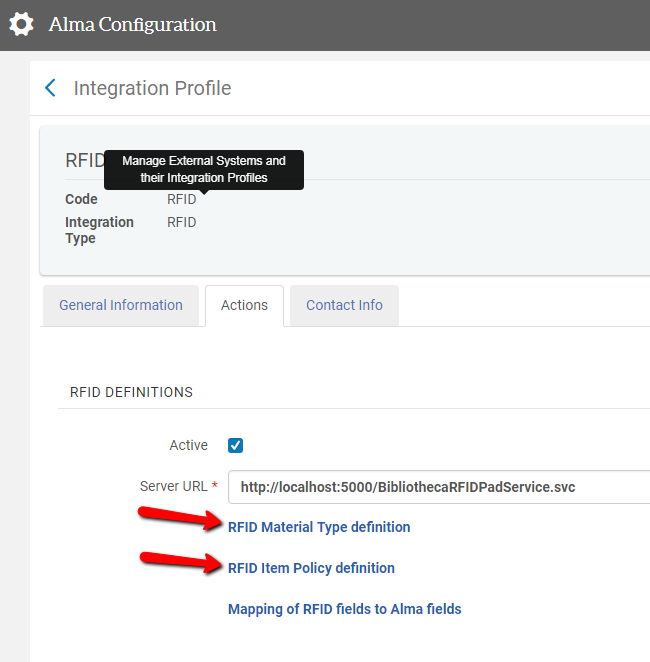 Alma Configuration
Integration Profile
RFID
Manage External Systems and
their Integration Profiles
Code RFID
Integration RFID
Type
General Information Actions Contact Info
RFID DEFINITIONS
Active
Server URL * http://localhost:5000/BibliothecaRFIDPadService.svc
RFID Material Type definition
RFID Item Policy definition
Mapping of RFID fields to Alma fields